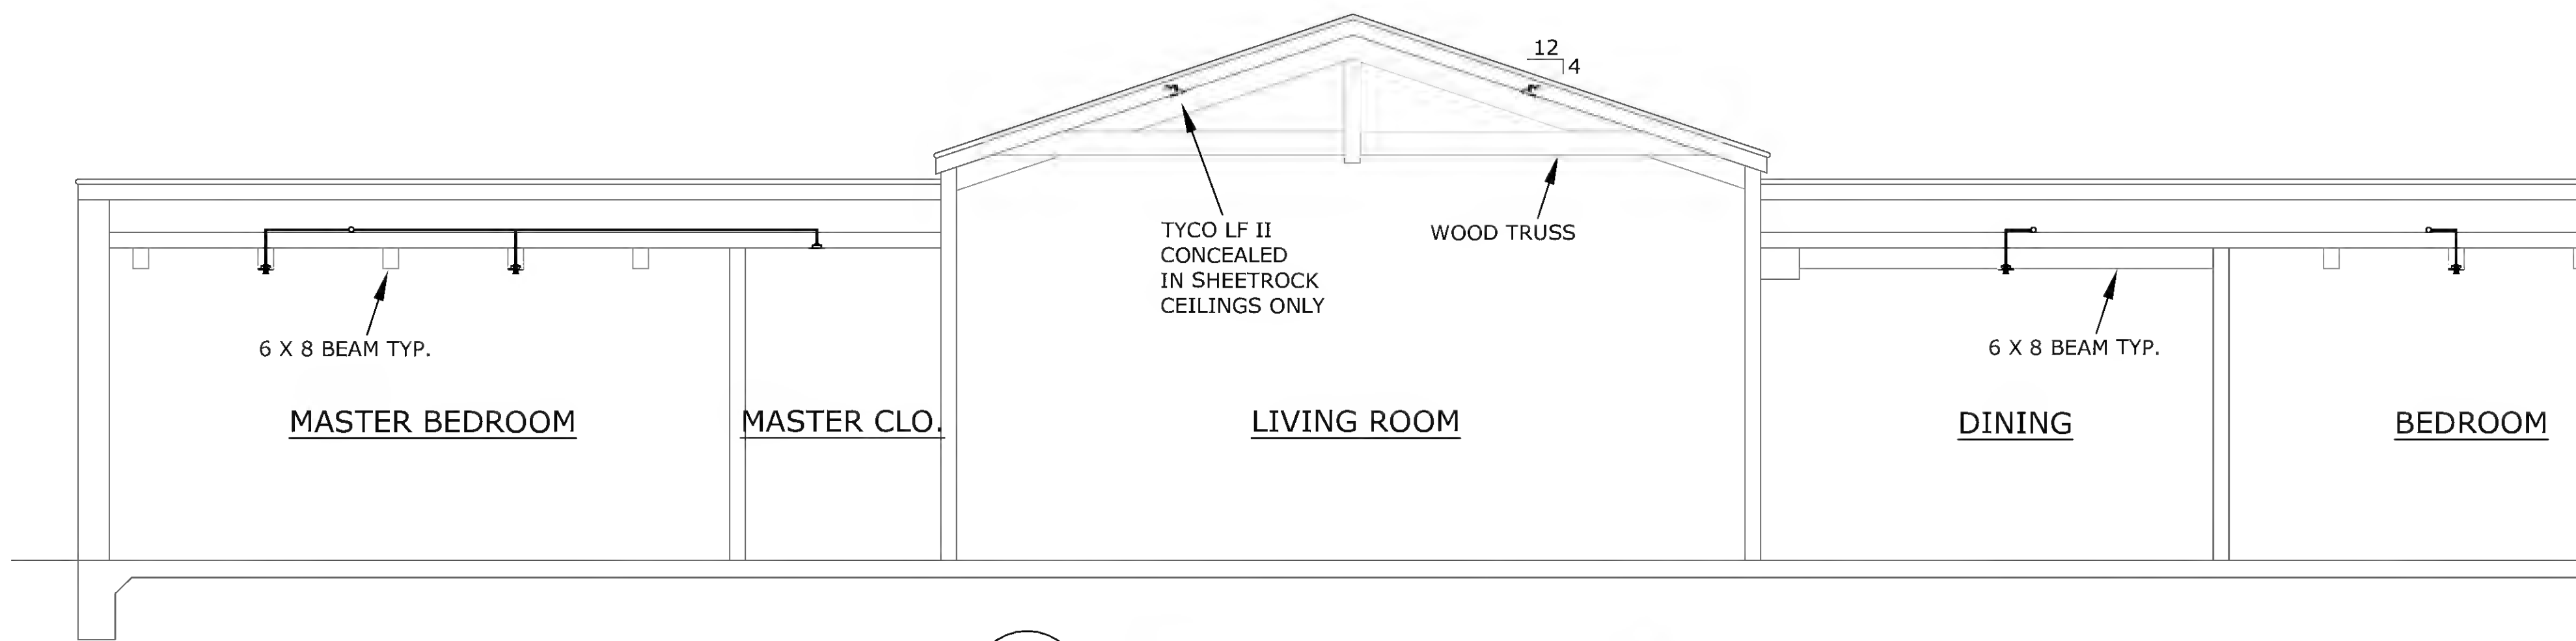 12
4
TYCO LF II
CONCEALED
IN SHEETROCK
CEILINGS ONLY
WOOD TRUSS
6 X 8 BEAM TYP.
6 X 8 BEAM TYP.
MASTER BEDROOM
MASTER CLO.
LIVING ROOM
DINING
BEDROOM